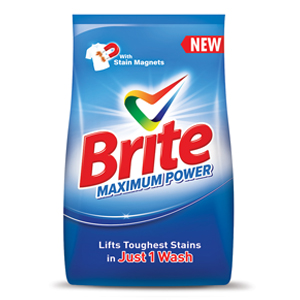 With
Stain Magnets
NEW
Brite
MAXIMUM POWER
Lifts Toughest Stains
in Just 1 Wash